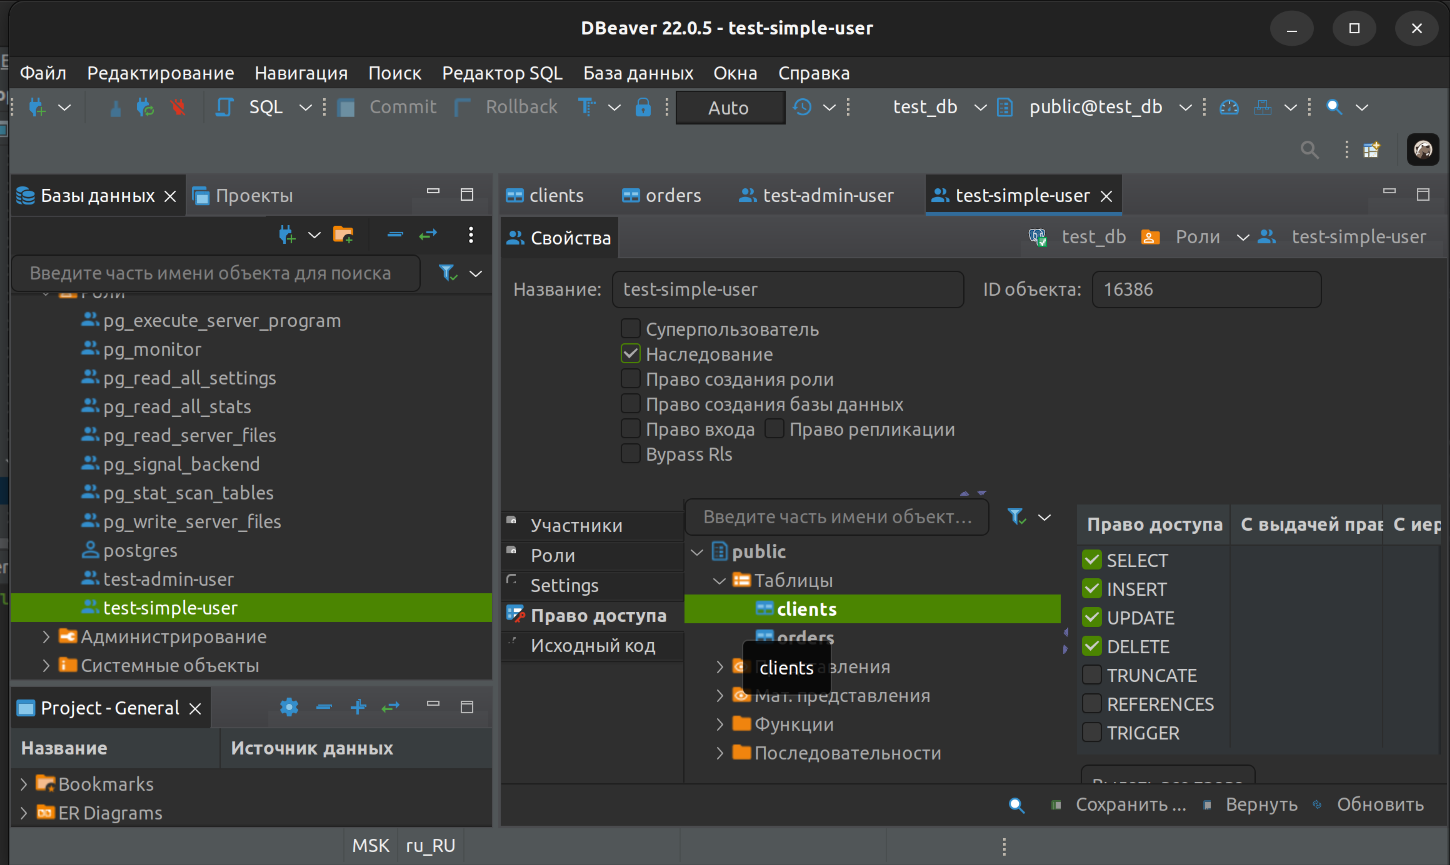 DBeaver 22.0.5 - test-simple-user
Файл Редактирование Навигация Поиск Редактор SQL База данных Окна Справка
SQL Commit Rollback Auto test_db public@test_db
Базы данных Проекты
Введите часть имени объекта для поиска
Роли
pg_execute_server_program
pg_monitor
pg_read_all_settings
pg_read_all_stats
pg_read_server_files
pg_signal_backend
pg_stat_scan_tables
pg_write_server_files
postgres
test-admin-user
test-simple-user
Администрирование
Системные объекты
Project - General
Название Источник данных
Bookmarks
ER Diagrams
clients orders test-admin-user test-simple-user
Свойства test_db Роли test-simple-user
Название: test-simple-user ID объекта: 16386
Суперпользователь
Наследование
Право создания роли
Право создания базы данных
Право входа Право репликации
Bypass Rls
Участники
Роли
Settings
Право доступа
Исходный код
Введите часть имени объект...
public
Таблицы
clients
orders
clients
Мат. представления
Функции
Последовательности
Право доступа С выдачей прав С иер
SELECT
INSERT
UPDATE
DELETE
TRUNCATE
REFERENCES
TRIGGER
Сохранить ... Вернуть Обновить
MSK ru_RU